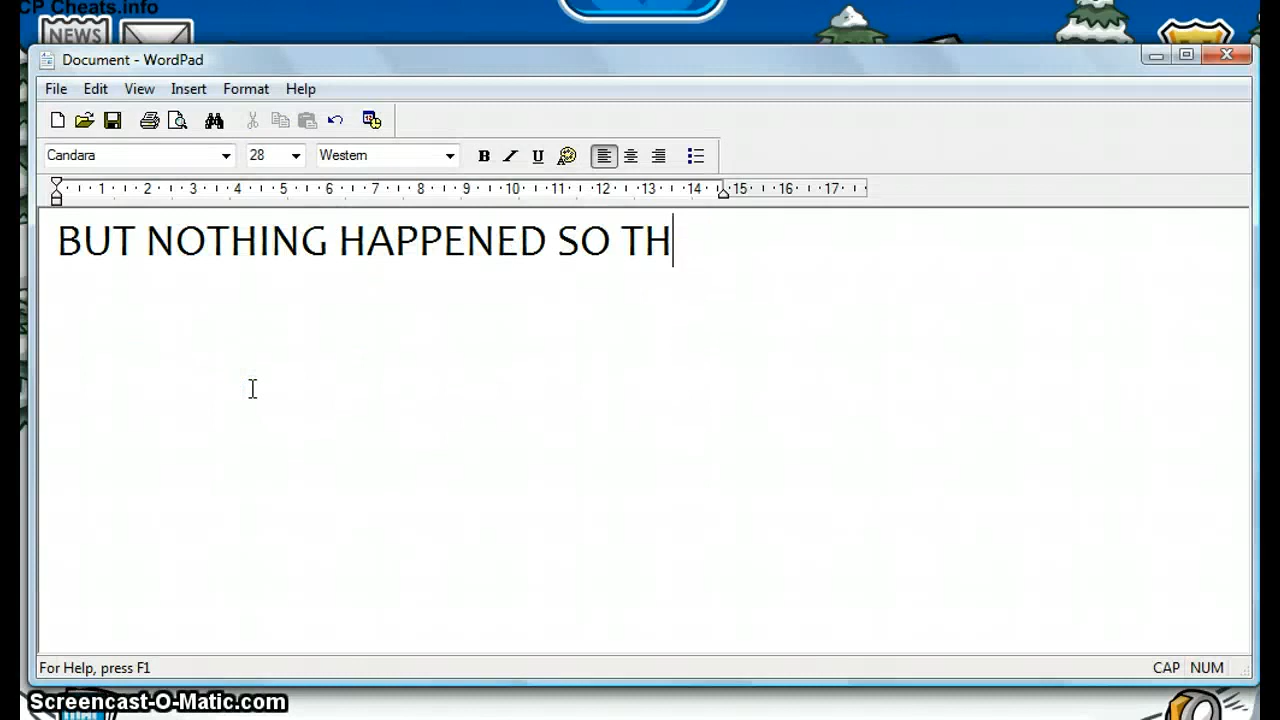 CP Cheats.info
NEWS
Document - WordPad
File Edit View Insert Format Help
Candara 28 Western B I U
1 2 3 4 5 6 7 8 9 10 11 12 13 14 15 16 17
BUT NOTHING HAPPENED SO TH
For Help, press F1 CAP NUM
Screencast-O-Matic.com